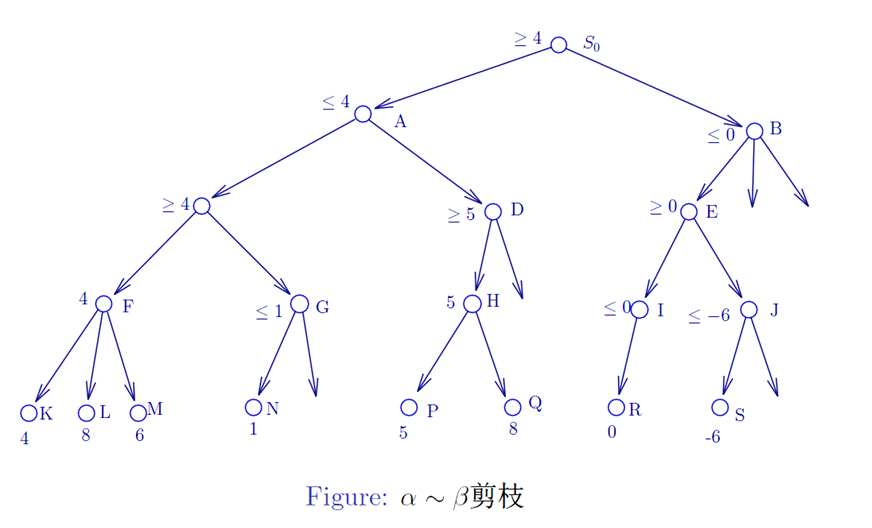 ≥ 4 S₀
≤ 4 A
≤ 0 B
≥ 4
≥ 5 D
≥ 0 E
4 F
≤ 1 G
5 H
≤ 0 I
≤ −6 J
K L M
4 8 6
N
1
P Q
5 8
R S
0 -6
Figure: α ∼ β剪枝